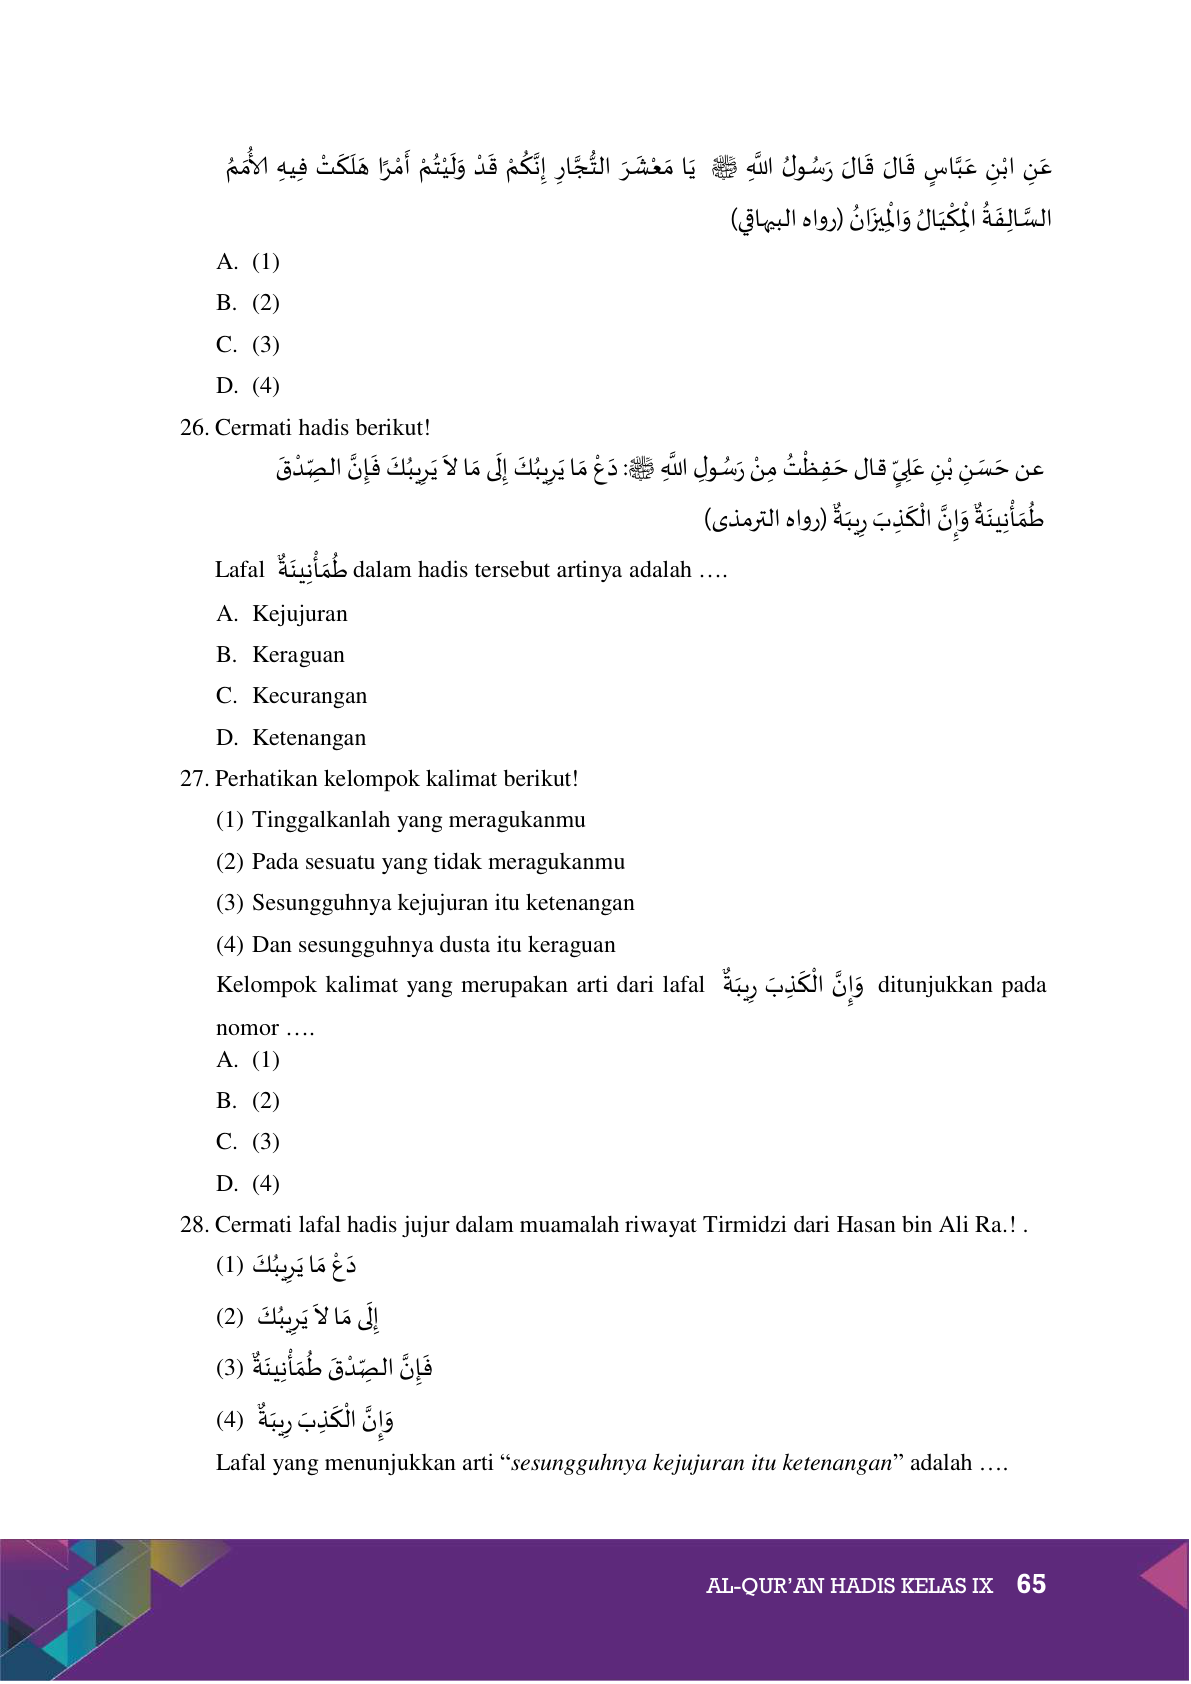 عَنِ ابْنِ عَبَّاسٍ قَالَ قَالَ رَسُولُ اللَّهِ ﷺ يَا مَعْشَرَ التُّجَّارِ إِنَّكُمْ قَدْ وَلَيْتُمْ أَمْرًا هَلَكَتْ فِيهِ الأُمَمُ
السَّالِفَةُ الْمِكْيَالُ وَالْمِيزَانُ (رواه البيهاقي)
A. (1)
B. (2)
C. (3)
D. (4)
26. Cermati hadis berikut!
عن حَسَنِ بْنِ عَلِيٍّ قال حَفِظْتُ مِنْ رَسُولِ اللَّهِ ﷺ: دَعْ مَا يَرِيبُكَ إِلَى مَا لاَ يَرِيبُكَ فَإِنَّ الصِّدْقَ
طُمَأْنِينَةٌ وَإِنَّ الْكَذِبَ رِيبَةٌ (رواه الترمذى)
Lafal طُمَأْنِينَةٌ dalam hadis tersebut artinya adalah ….
A. Kejujuran
B. Keraguan
C. Kecurangan
D. Ketenangan
27. Perhatikan kelompok kalimat berikut!
(1) Tinggalkanlah yang meragukanmu
(2) Pada sesuatu yang tidak meragukanmu
(3) Sesungguhnya kejujuran itu ketenangan
(4) Dan sesungguhnya dusta itu keraguan
Kelompok kalimat yang merupakan arti dari lafal وَإِنَّ الْكَذِبَ رِيبَةٌ ditunjukkan pada
nomor ….
A. (1)
B. (2)
C. (3)
D. (4)
28. Cermati lafal hadis jujur dalam muamalah riwayat Tirmidzi dari Hasan bin Ali Ra.! .
(1) دَعْ مَا يَرِيبُكَ
(2) إِلَى مَا لاَ يَرِيبُكَ
(3) فَإِنَّ الصِّدْقَ طُمَأْنِينَةٌ
(4) وَإِنَّ الْكَذِبَ رِيبَةٌ
Lafal yang menunjukkan arti “sesungguhnya kejujuran itu ketenangan” adalah ….
AL-QUR’AN HADIS KELAS IX 65